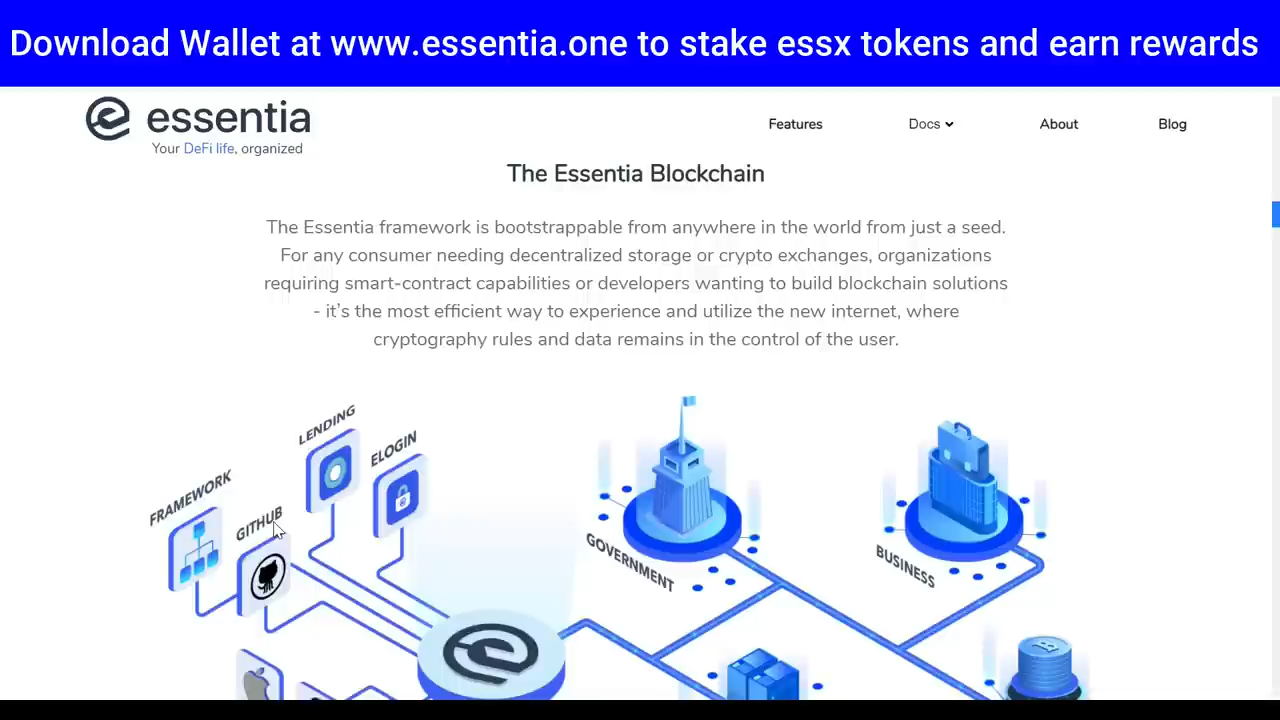 Download Wallet at www.essentia.one to stake essx tokens and earn rewards
essentia
Your DeFi life, organized
Features
Docs
About
Blog
The Essentia Blockchain
The Essentia framework is bootstrappable from anywhere in the world from just a seed.
For any consumer needing decentralized storage or crypto exchanges, organizations
requiring smart-contract capabilities or developers wanting to build blockchain solutions
- it's the most efficient way to experience and utilize the new internet, where
cryptography rules and data remains in the control of the user.
LENDING
ELOGIN
FRAMEWORK
GITHUB
GOVERNMENT
BUSINESS